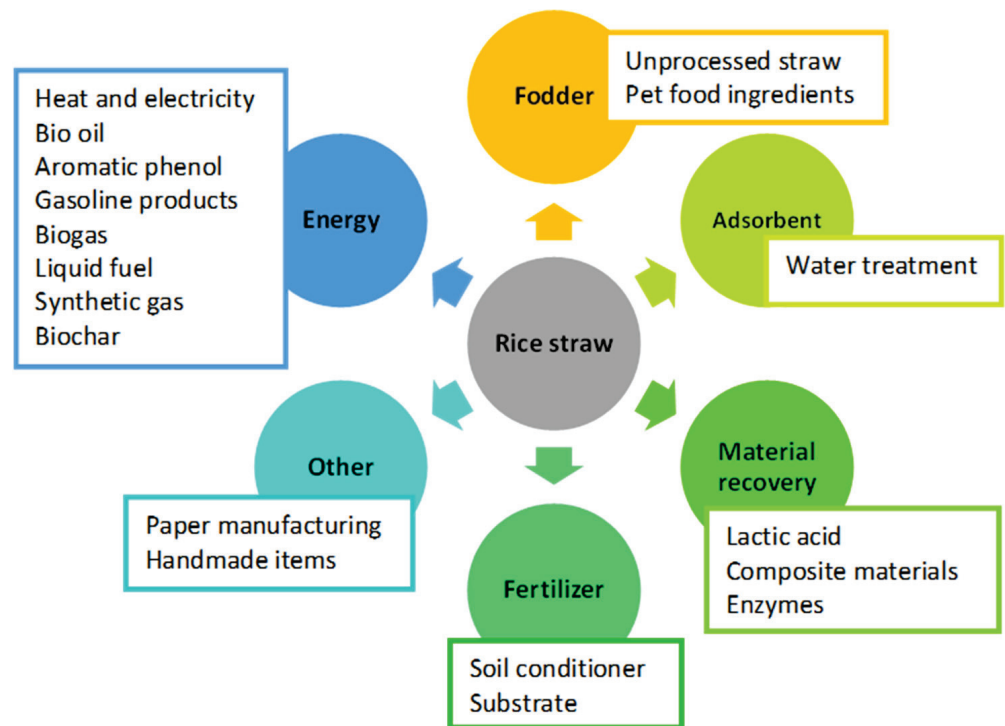 Fodder
Unprocessed straw
Pet food ingredients
Heat and electricity
Bio oil
Aromatic phenol
Gasoline products
Biogas
Liquid fuel
Synthetic gas
Biochar
Energy
Adsorbent
Water treatment
Rice straw
Other
Paper manufacturing
Handmade items
Material
recovery
Lactic acid
Composite materials
Enzymes
Fertilizer
Soil conditioner
Substrate